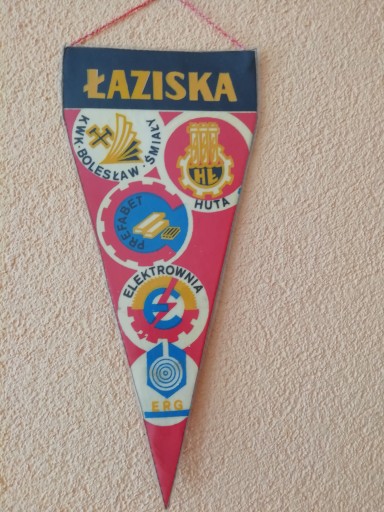 ŁAZISKA
KWK·BOLESŁAW·ŚMIAŁY
HŁ
HUTA
PREFABET
ELEKTROWNIA
E
ERG